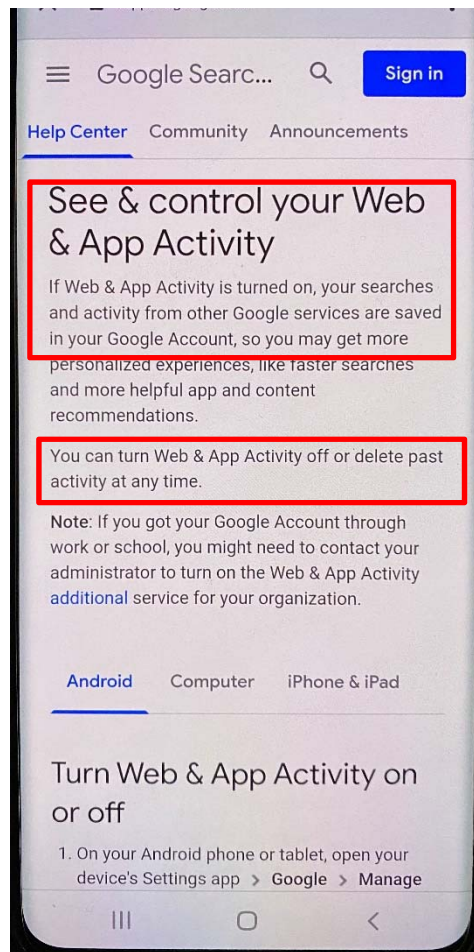 Google Searc...
Sign in
Help Center Community Announcements
See & control your Web
& App Activity
If Web & App Activity is turned on, your searches
and activity from other Google services are saved
in your Google Account, so you may get more
personalized experiences, like faster searches
and more helpful app and content
recommendations.
You can turn Web & App Activity off or delete past
activity at any time.
Note: If you got your Google Account through
work or school, you might need to contact your
administrator to turn on the Web & App Activity
additional service for your organization.
Android Computer iPhone & iPad
Turn Web & App Activity on
or off
1. On your Android phone or tablet, open your
device's Settings app > Google > Manage